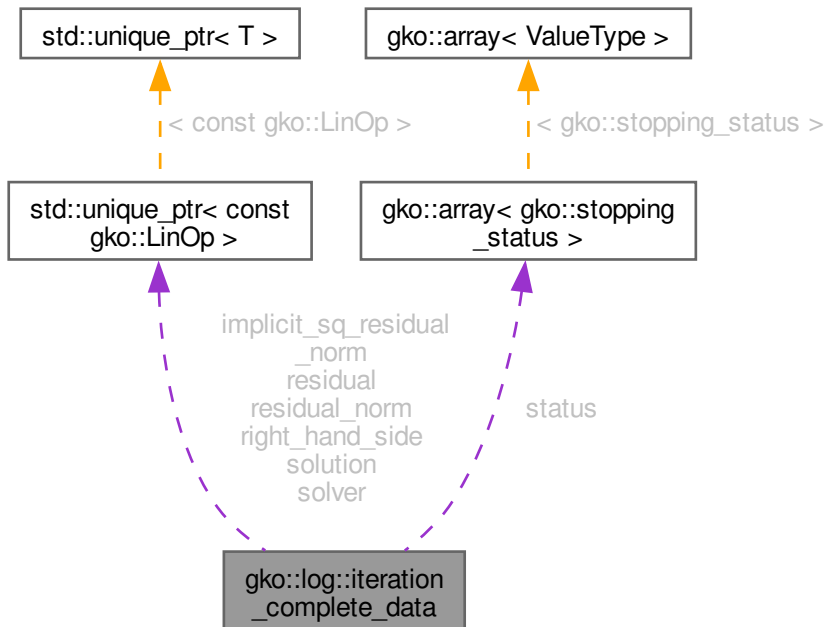 std::unique_ptr< T >
gko::array< ValueType >
< const gko::LinOp >
< gko::stopping_status >
std::unique_ptr< const
gko::LinOp >
gko::array< gko::stopping
_status >
implicit_sq_residual
_norm
residual
residual_norm
right_hand_side
solution
solver
status
gko::log::iteration
_complete_data